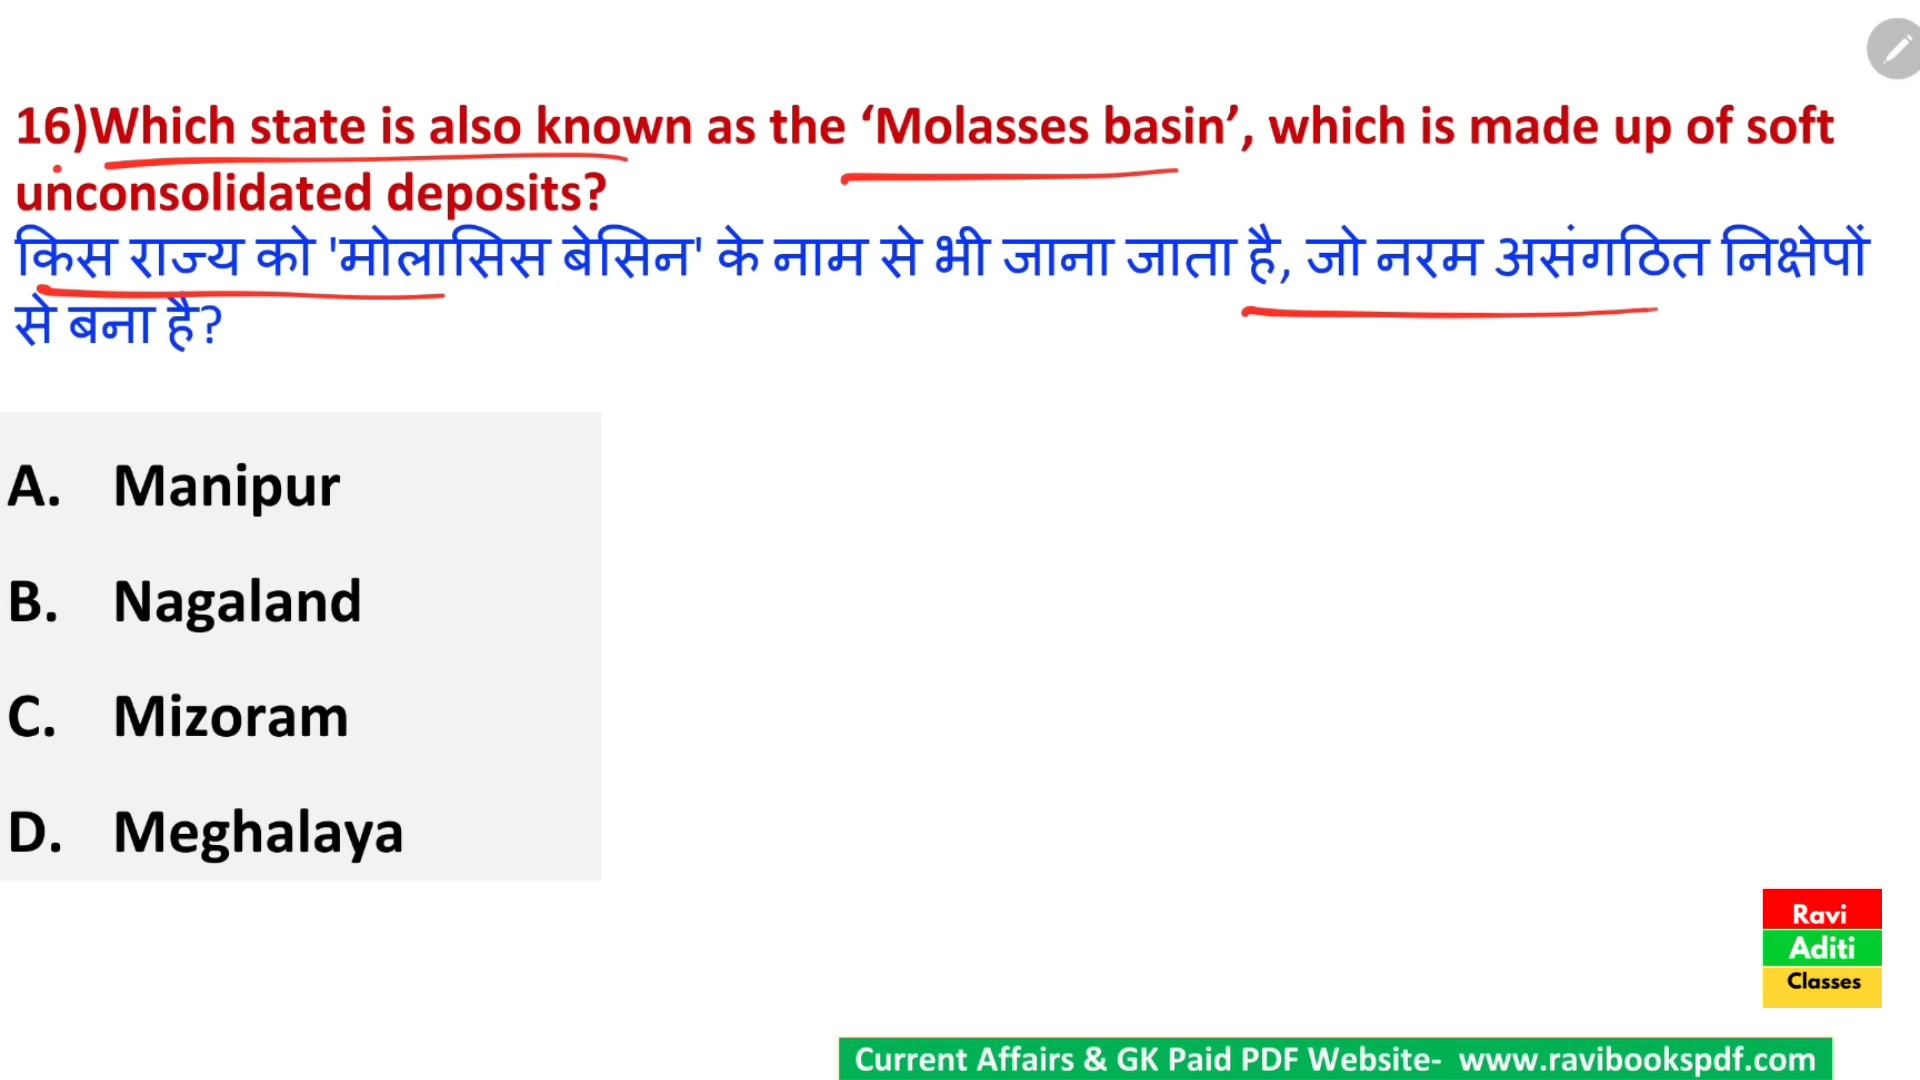 16)Which state is also known as the ‘Molasses basin’, which is made up of soft
unconsolidated deposits?
किस राज्य को 'मोलासिस बेसिन' के नाम से भी जाना जाता है, जो नरम असंगठित निक्षेपों
से बना है?
A. Manipur
B. Nagaland
C. Mizoram
D. Meghalaya
Ravi
Aditi
Classes
Current Affairs & GK Paid PDF Website- www.ravibookspdf.com